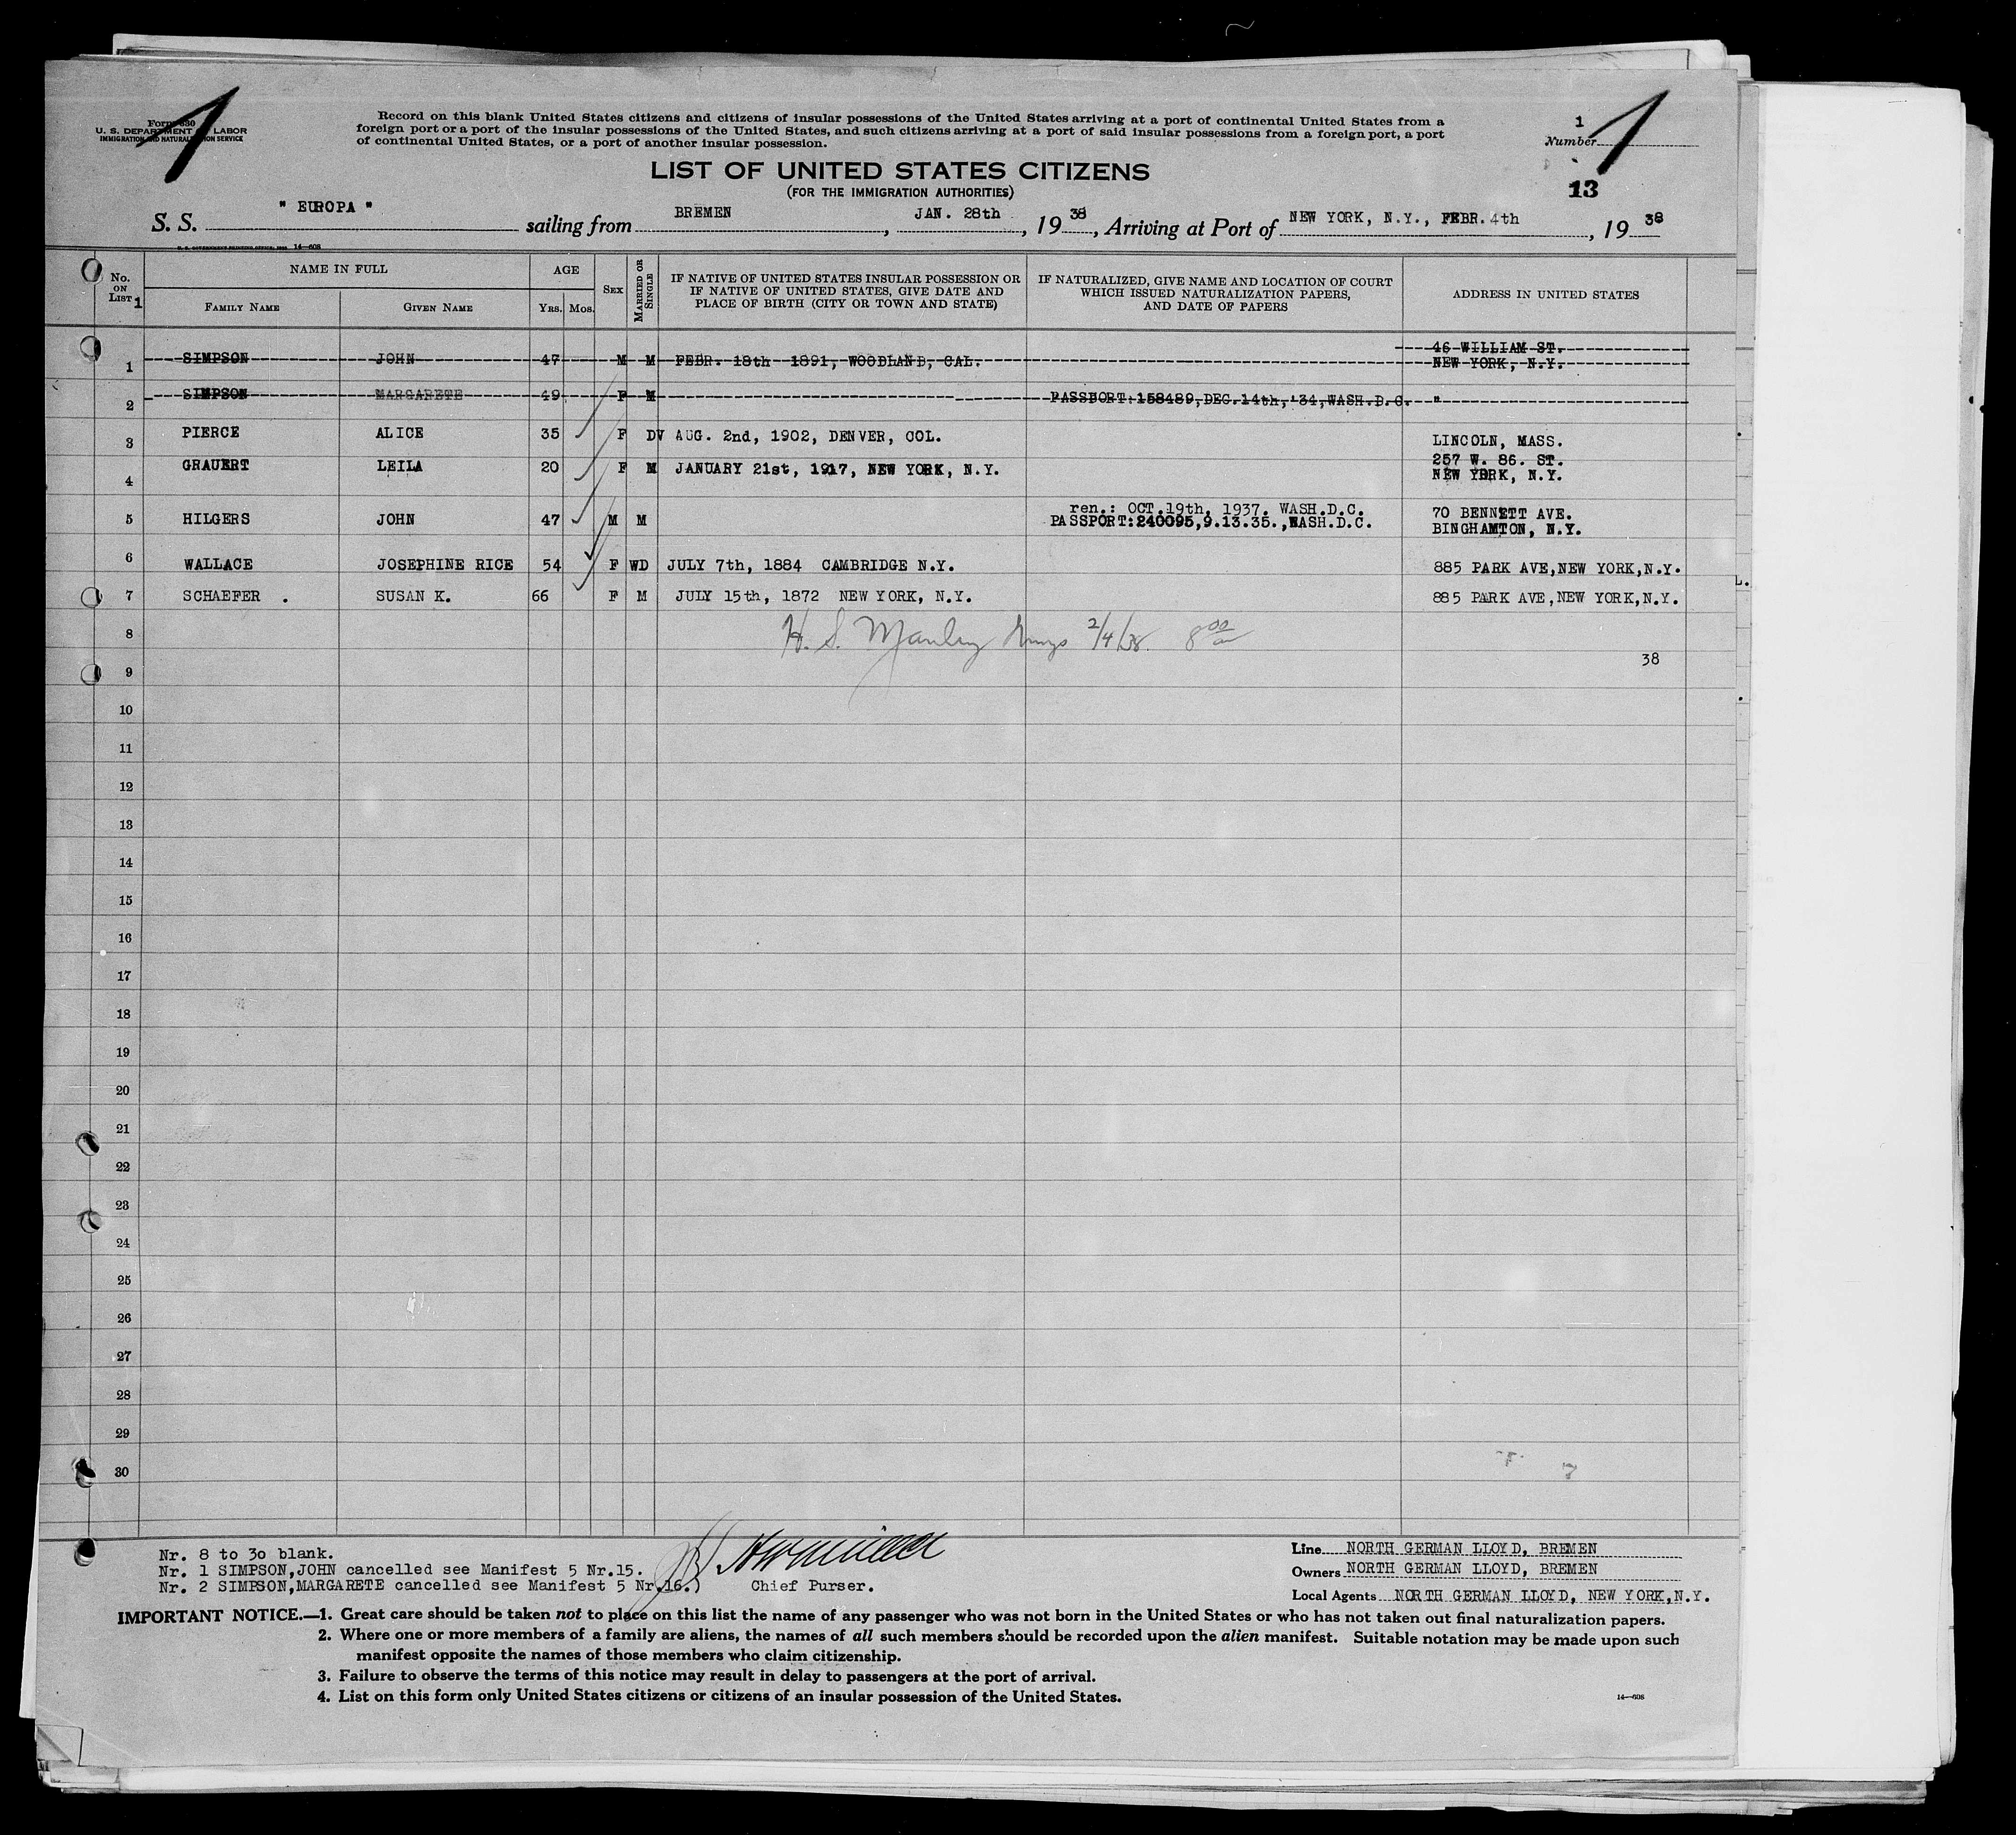 Form 630
U. S. DEPARTMENT OF LABOR
IMMIGRATION AND NATURALIZATION SERVICE
Record on this blank United States citizens and citizens of insular possessions of the United States arriving at a port of continental United States from a
foreign port or a port of the insular possessions of the United States, and such citizens arriving at a port of said insular possessions from a foreign port, a port
of continental United States, or a port of another insular possession.
1
Number
LIST OF UNITED STATES CITIZENS
(FOR THE IMMIGRATION AUTHORITIES)
13
S. S. " EUROPA " sailing from BREMEN, JAN. 28th, 1938, Arriving at Port of NEW YORK, N.Y., FEBR. 4th, 1938
14—608
No. ON LIST 1
NAME IN FULL
FAMILY NAME
GIVEN NAME
AGE
YRS. MOS.
SEX
MARRIED OR SINGLE
IF NATIVE OF UNITED STATES INSULAR POSSESSION OR
IF NATIVE OF UNITED STATES, GIVE DATE AND
PLACE OF BIRTH (CITY OR TOWN AND STATE)
IF NATURALIZED, GIVE NAME AND LOCATION OF COURT
WHICH ISSUED NATURALIZATION PAPERS,
AND DATE OF PAPERS
ADDRESS IN UNITED STATES
1 SIMPSON JOHN 47 M M FEBR. 18th 1891, WOODLAND, CAL. 46 WILLIAM ST.
NEW YORK, N.Y.
2 SIMPSON MARGARETE 49 F M PASSPORT:158489,DEC.14th,'34,WASH.D.C. "
3 PIERCE ALICE 35 F DV AUG. 2nd, 1902, DENVER, COL. LINCOLN, MASS.
4 GRAUERT LEILA 20 F M JANUARY 21st, 1917, NEW YORK, N.Y. 257 W. 86. ST.
NEW YORK, N.Y.
ren.: OCT.19th, 1937. WASH.D.C.
5 HILGERS JOHN 47 M M PASSPORT:240095,9.13.35.,WASH.D.C. 70 BENNETT AVE.
BINGHAMTON, N.Y.
6 WALLACE JOSEPHINE RICE 54 F WD JULY 7th, 1884 CAMBRIDGE N.Y. 885 PARK AVE,NEW YORK,N.Y.
7 SCHAEFER . SUSAN K. 66 F M JULY 15th, 1872 NEW YORK, N.Y. 885 PARK AVE,NEW YORK,N.Y.
8 H. S. Manley 2/4/38. 8 00 am
9 38
10
11
12
13
14
15
16
17
18
19
20
21
22
23
24
25
26
27
28
29
30
Nr. 8 to 30 blank.
Nr. 1 SIMPSON,JOHN cancelled see Manifest 5 Nr.15.
Nr. 2 SIMPSON,MARGARETE cancelled see Manifest 5 Nr.16.)
Chief Purser.
Line NORTH GERMAN LLOYD, BREMEN
Owners NORTH GERMAN LLOYD, BREMEN
Local Agents NORTH GERMAN LLOYD, NEW YORK,N.Y.
IMPORTANT NOTICE.—1. Great care should be taken not to place on this list the name of any passenger who was not born in the United States or who has not taken out final naturalization papers.
2. Where one or more members of a family are aliens, the names of all such members should be recorded upon the alien manifest. Suitable notation may be made upon such
manifest opposite the names of those members who claim citizenship.
3. Failure to observe the terms of this notice may result in delay to passengers at the port of arrival.
4. List on this form only United States citizens or citizens of an insular possession of the United States.
14—608